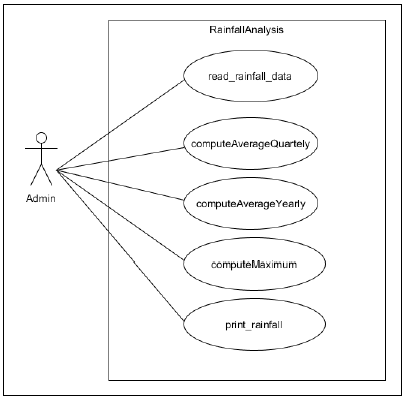 RainfallAnalysis
read_rainfall_data
computeAverageQuartely
computeAverageYearly
Admin
computeMaximum
print_rainfall